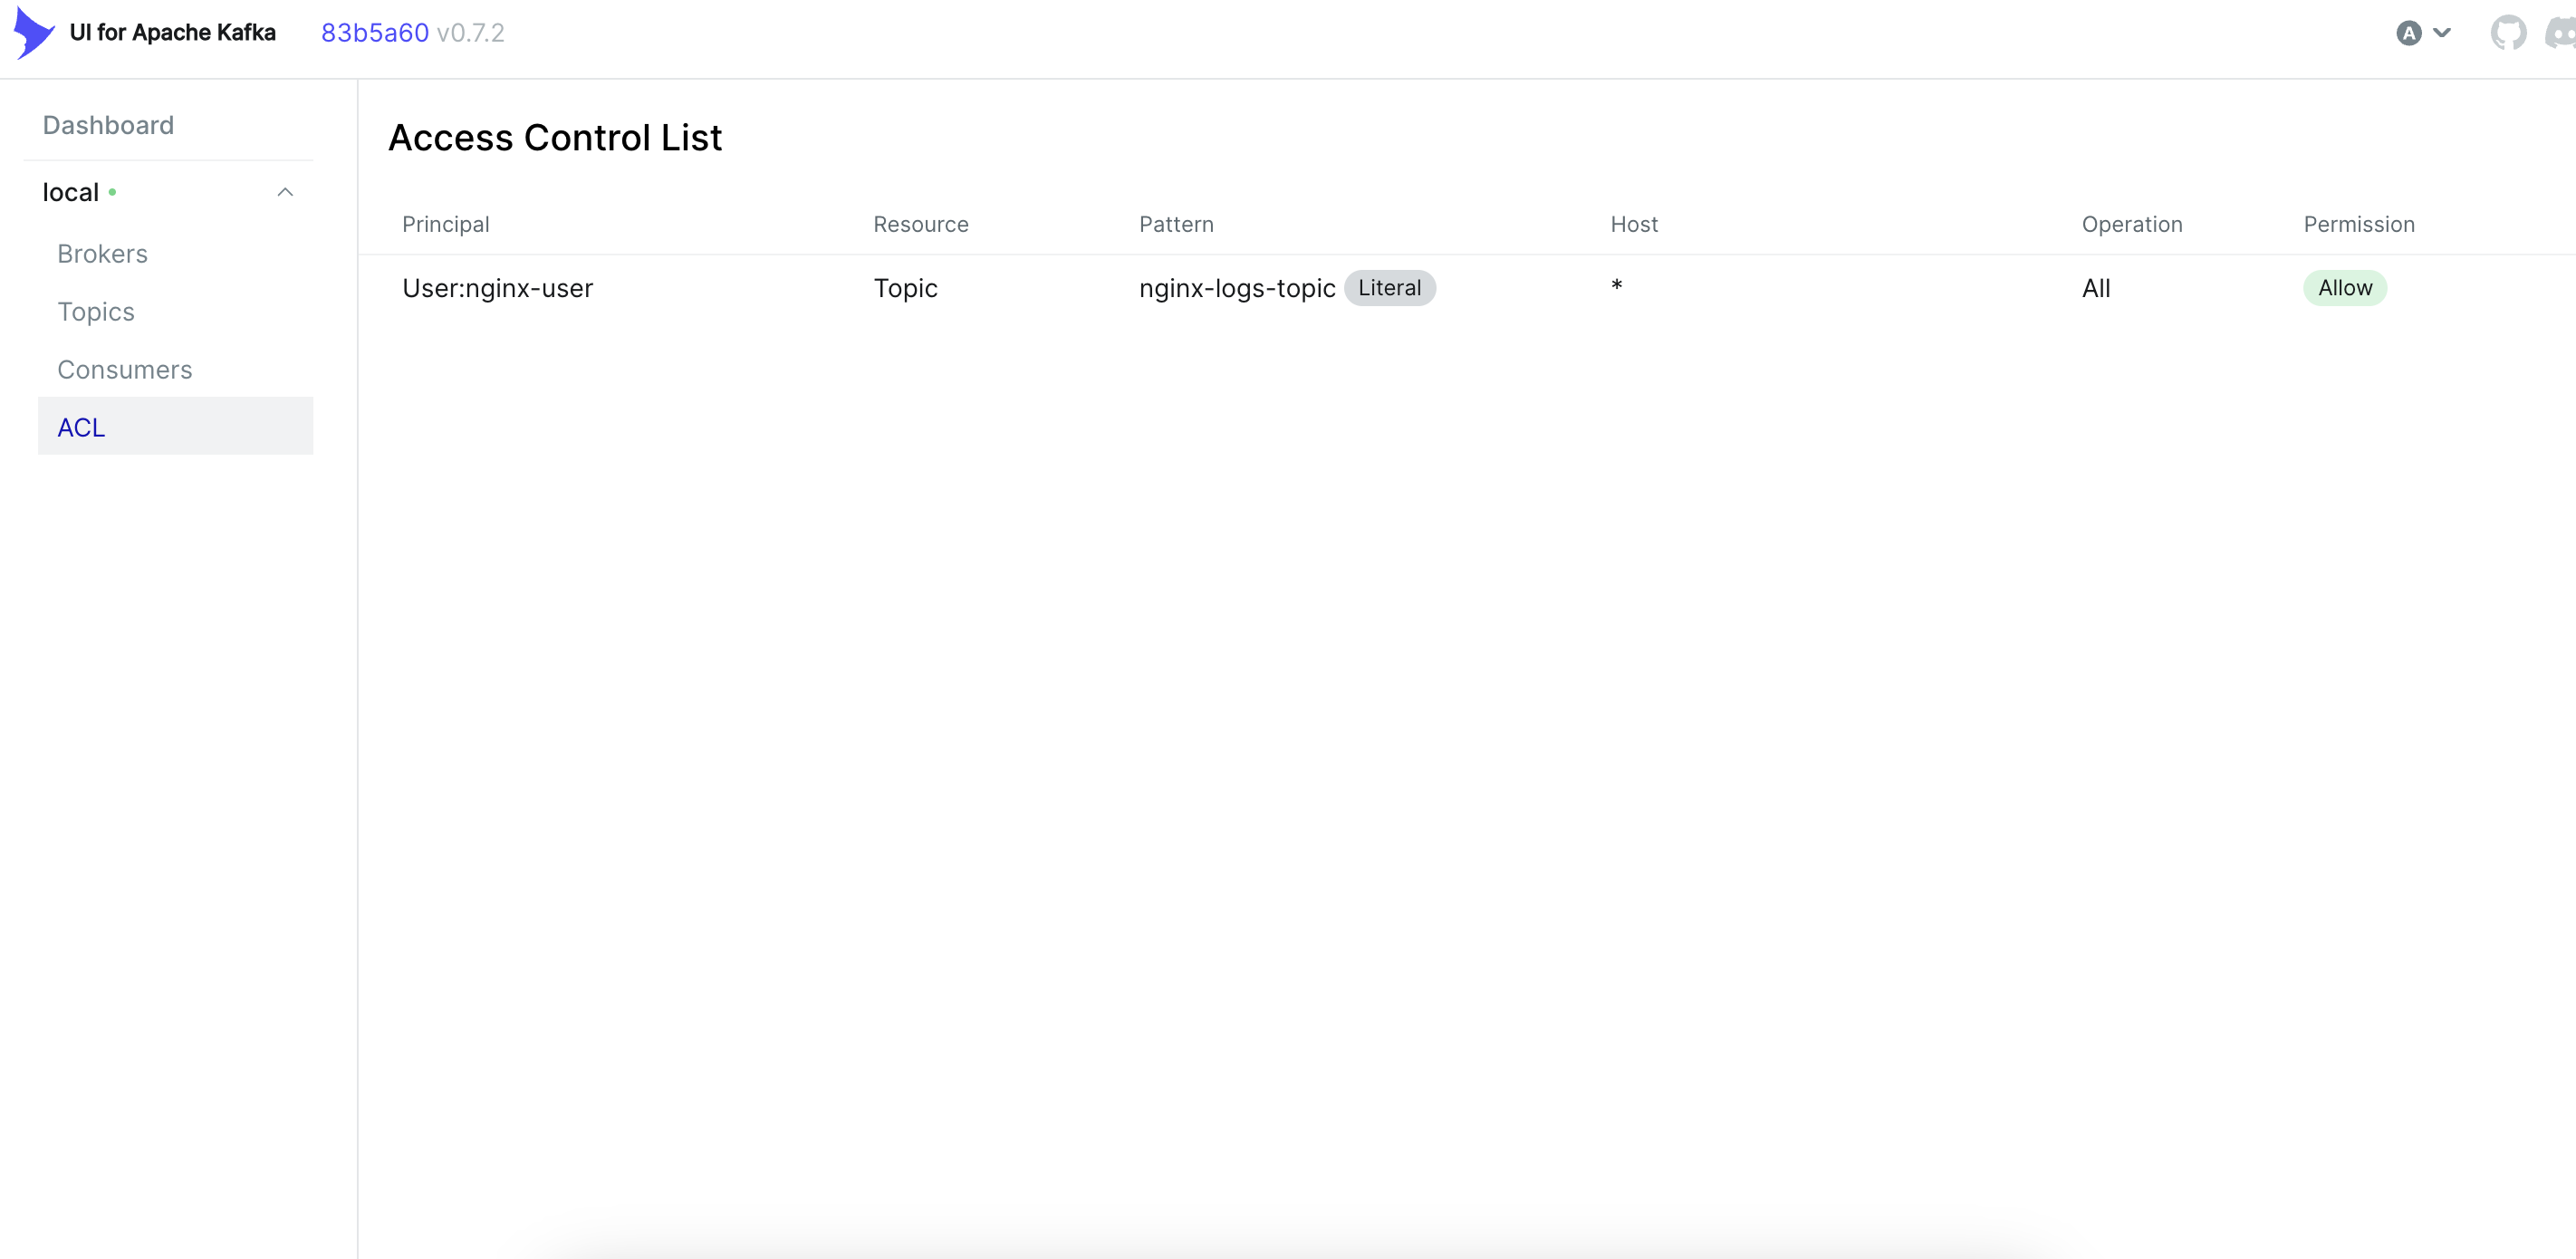 UI for Apache Kafka 83b5a60 v0.7.2 A
Dashboard
local
Brokers
Topics
Consumers
ACL
Access Control List
Principal Resource Pattern Host Operation Permission
User:nginx-user Topic nginx-logs-topic Literal * All Allow